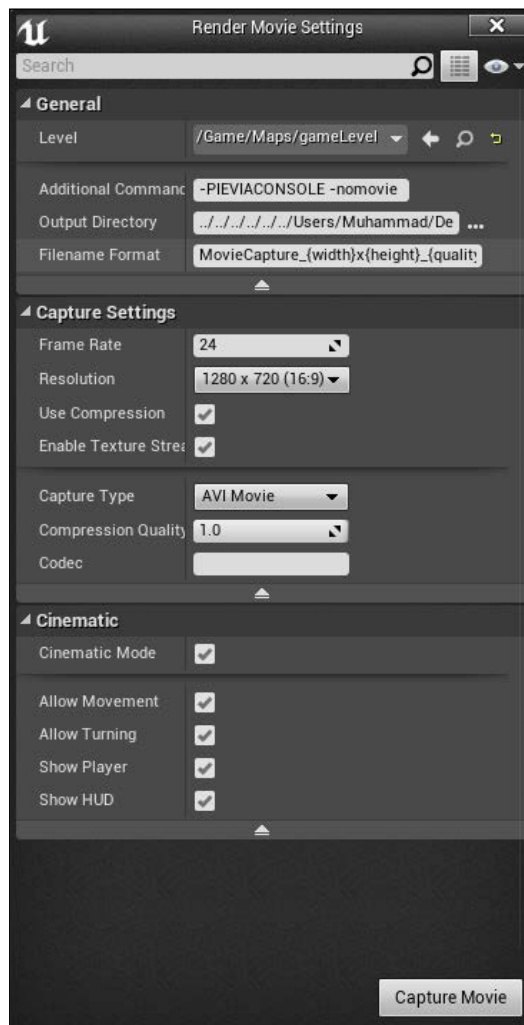 Render Movie Settings
Search
General
Level /Game/Maps/gameLevel
Additional Command -PIEVIACONSOLE -nomovie
Output Directory ../../../../../../Users/Muhammad/De ...
Filename Format MovieCapture_{width}x{height}_{quality
Capture Settings
Frame Rate 24
Resolution 1280 x 720 (16:9)
Use Compression
Enable Texture Strea
Capture Type AVI Movie
Compression Quality 1.0
Codec
Cinematic
Cinematic Mode
Allow Movement
Allow Turning
Show Player
Show HUD
Capture Movie